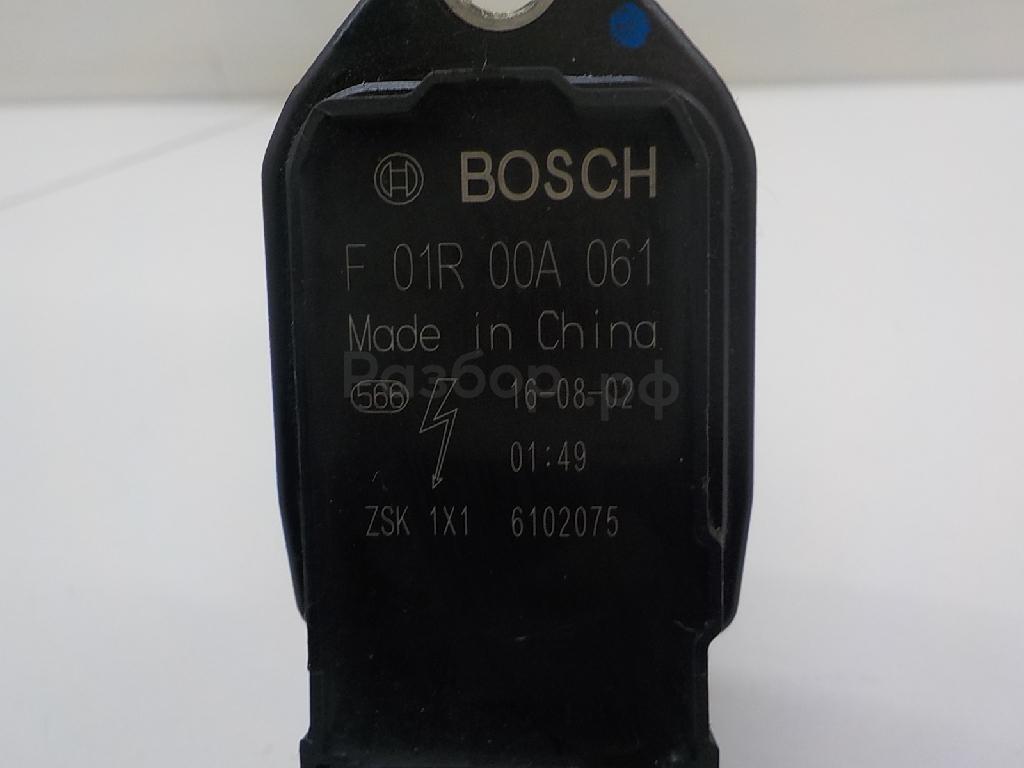 BOSCH
F 01R 00A 061
Made in China
Разбор.рф
566 16-08-02
01:49
ZSK 1X1 6102075